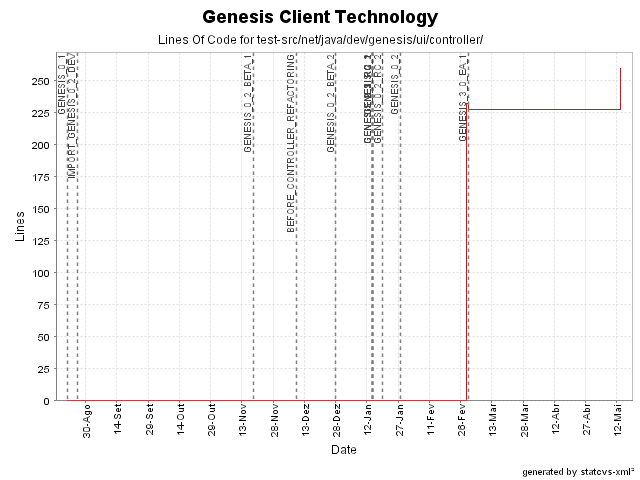 Genesis Client Technology
Lines Of Code for test-src/net/java/dev/genesis/ui/controller/
GENESIS_0_1
IMPORT_GENESIS_0_2_DEV
GENESIS_0_2_BETA_1
BEFORE_CONTROLLER_REFACTORING
GENESIS_0_2_BETA_2
GENESIS_0_2_RC_2
GENESIS_0_2
GENESIS_3_0_EA_1
Lines
250
225
200
175
150
125
100
75
50
25
0
30-Ago
14-Set
29-Set
14-Out
29-Out
13-Nov
28-Nov
13-Dez
28-Dez
12-Jan
27-Jan
11-Fev
26-Fev
13-Mar
28-Mar
12-Abr
27-Abr
12-Mai
Date
generated by statcvs-xml²